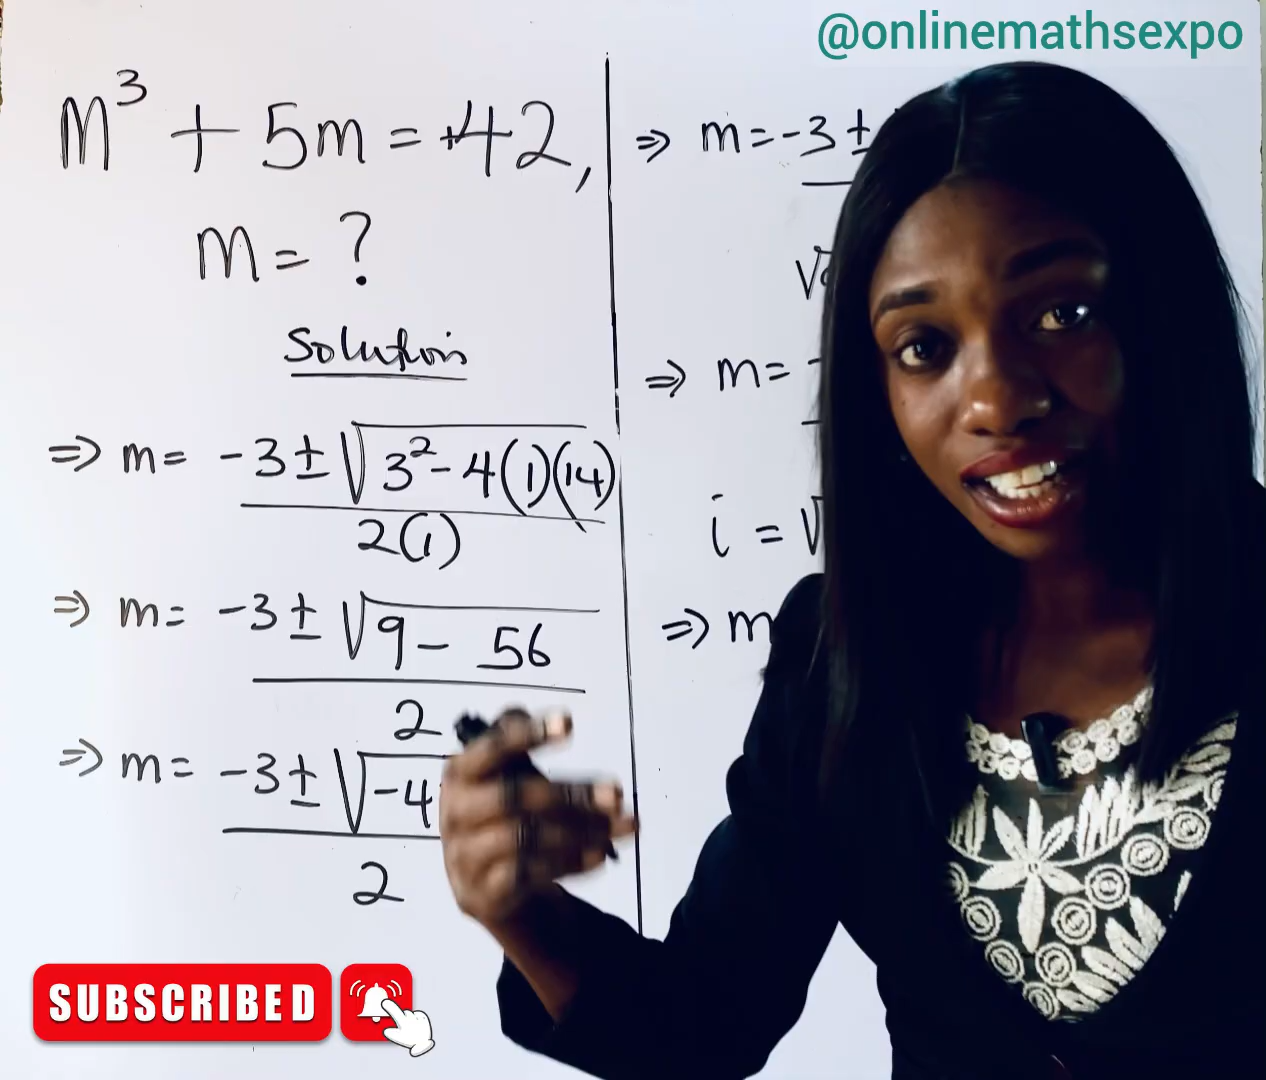 @onlinemathsexpo
m³ + 5m = +42,
m = ?
Solution
⇒ m = -3 ± √3² - 4(1)(14)
2(1)
⇒ m = -3 ± √9 - 56
2
⇒ m = -3 ± √-4
2
⇒ m = -3 ±
√
⇒ m = -
i = √
⇒ m
SUBSCRIBED